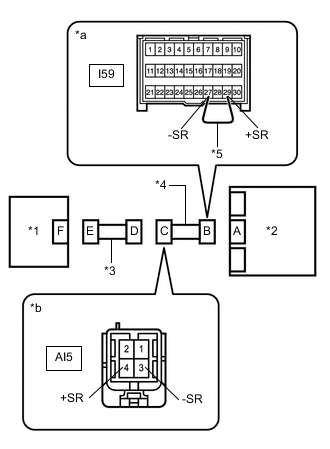 *a
I59
1 2 3 4 5 6 7 8 9 10
11 12 13 14 15 16 17 18 19 20
21 22 23 24 25 26 27 28 29 30
-SR +SR
*5
*4
*1 F E D C B A *2
*3
*b
AI5
2 1
4 3
+SR -SR